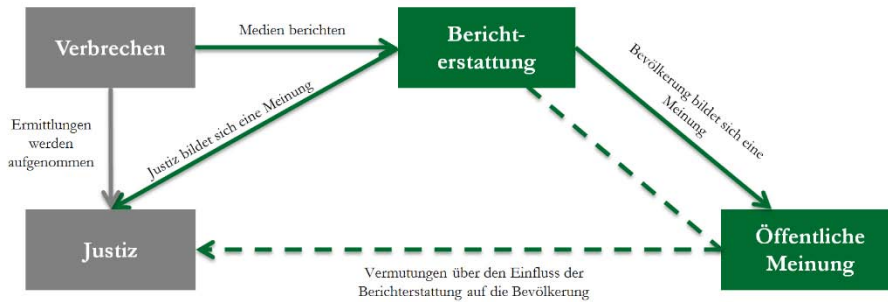 Verbrechen
Medien berichten
Bericht-
erstattung
Bevölkerung bildet sich eine
Meinung
Ermittlungen
werden
aufgenommen
Justiz bildet sich eine Meinung
Justiz
Öffentliche
Meinung
Vermutungen über den Einfluss der
Berichterstattung auf die Bevölkerung